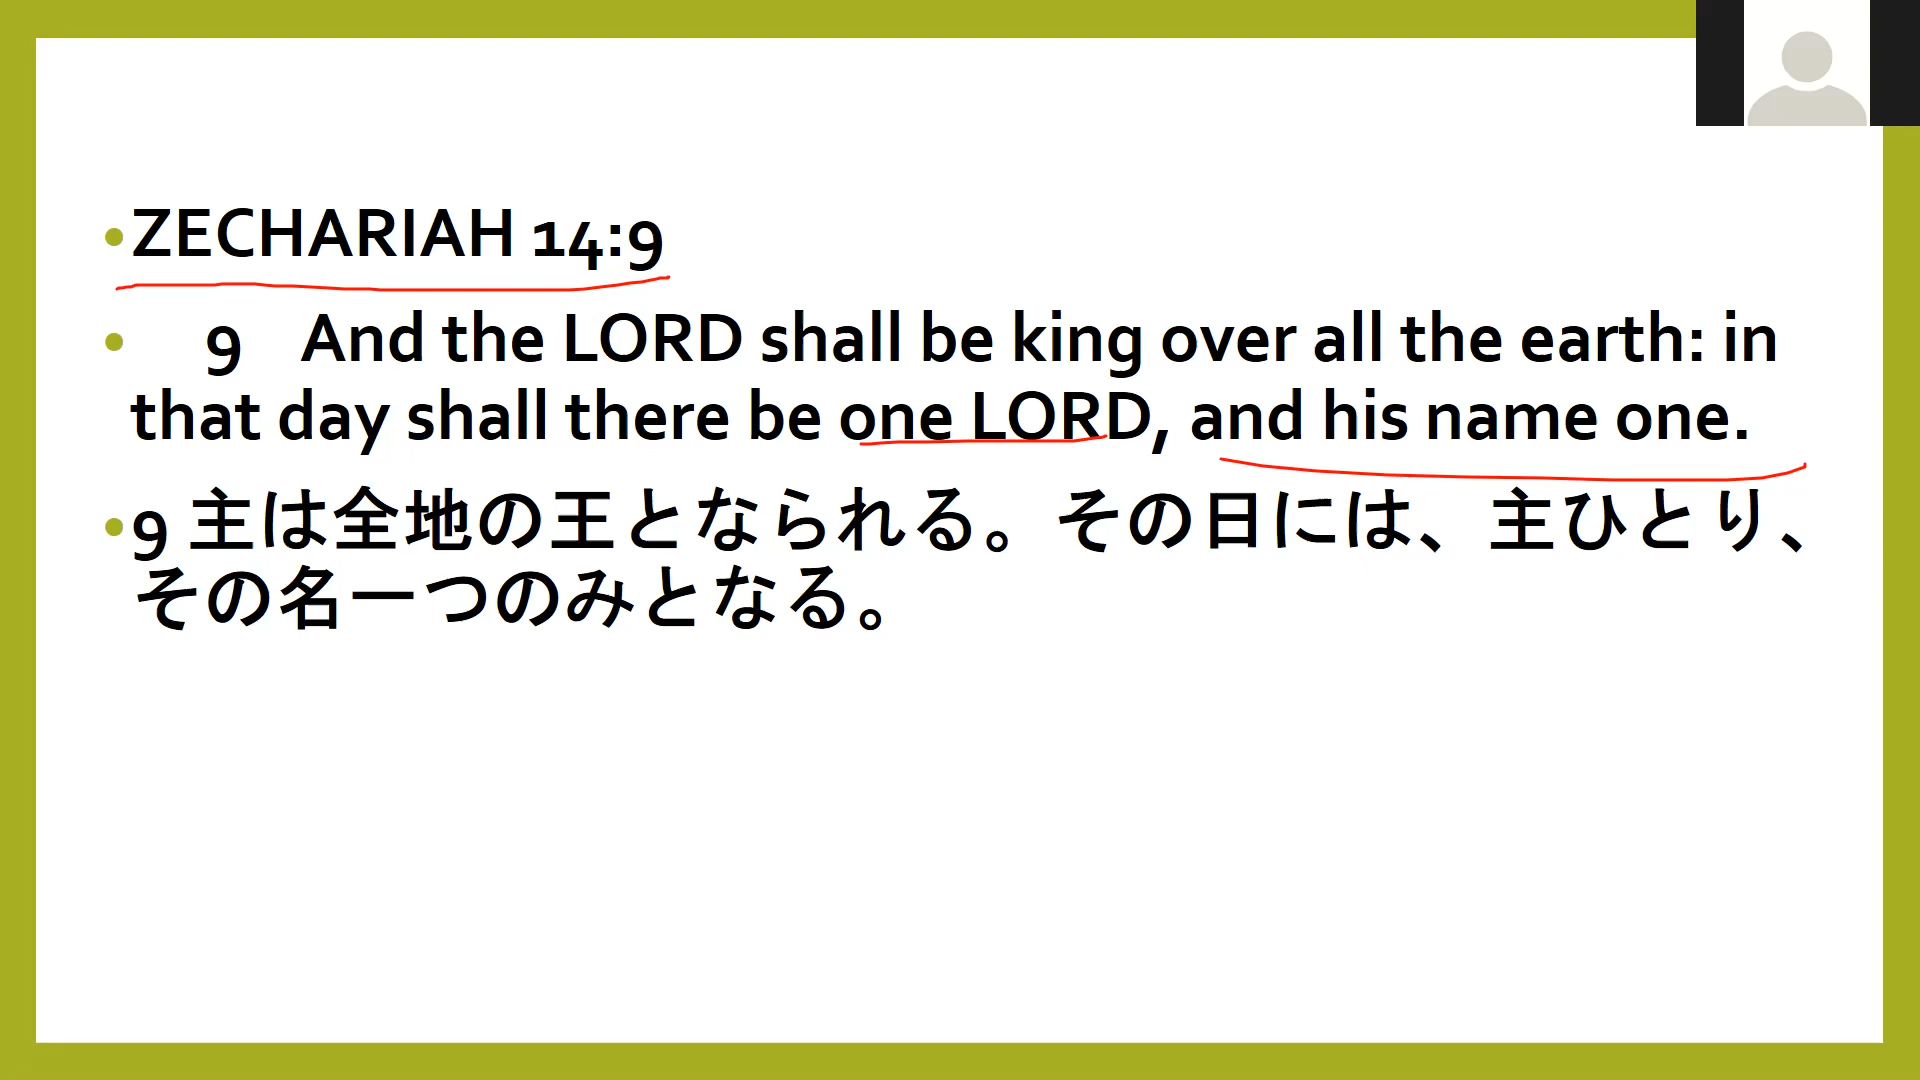 •ZECHARIAH 14:9
• 9 And the LORD shall be king over all the earth: in
that day shall there be one LORD, and his name one.
•9 主は全地の王となられる。その日には、主ひとり、
その名一つのみとなる。